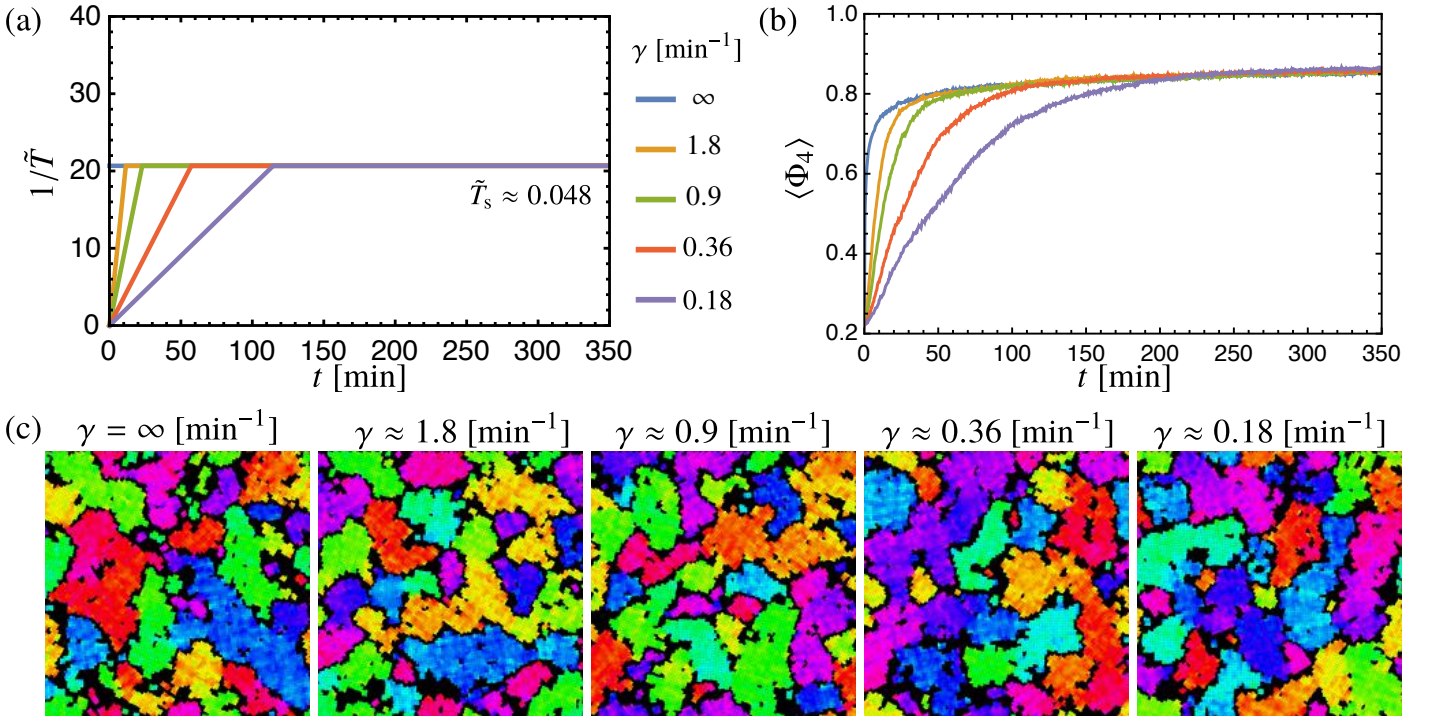 (a)
40
30
20
10
0
1/T̃
T̃s ≈ 0.048
0 50 100 150 200 250 300 350
t [min]
γ [min⁻¹]
∞
1.8
0.9
0.36
0.18
(b)
1.0
0.8
0.6
0.4
0.2
⟨Φ₄⟩
0 50 100 150 200 250 300 350
t [min]
(c)
γ = ∞ [min⁻¹]
γ ≈ 1.8 [min⁻¹]
γ ≈ 0.9 [min⁻¹]
γ ≈ 0.36 [min⁻¹]
γ ≈ 0.18 [min⁻¹]